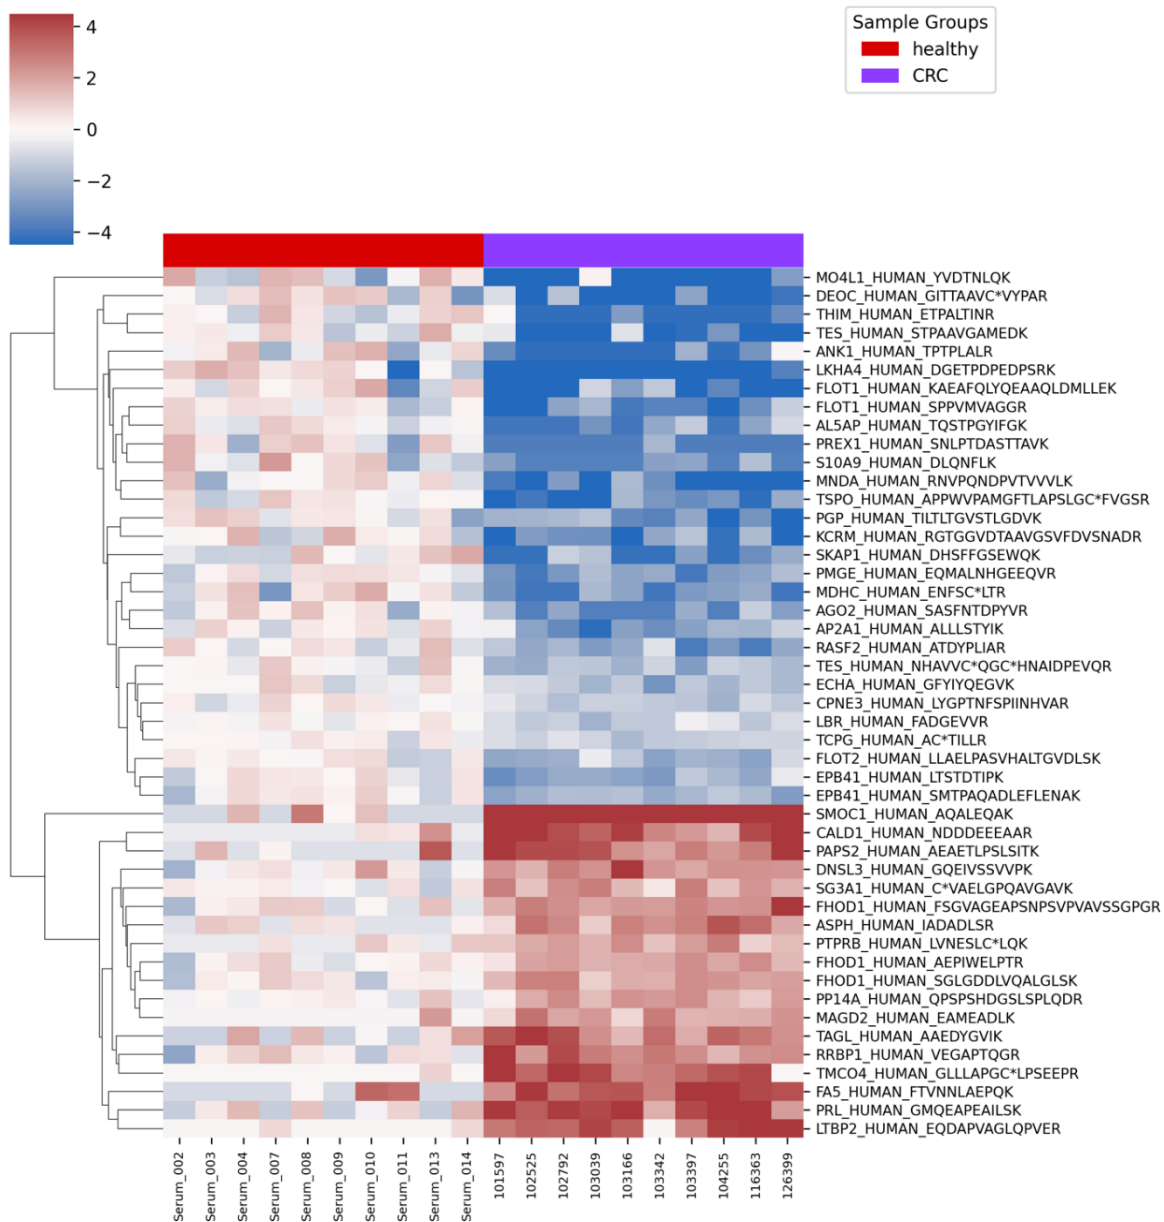 4
2
0
−2
−4
Sample Groups
healthy
CRC
MO4L1_HUMAN_YVDTNLQK
DEOC_HUMAN_GITTAAVC*VYPAR
THIM_HUMAN_ETPALTINR
TES_HUMAN_STPAAVGAMEDK
ANK1_HUMAN_TPTPLALR
LKHA4_HUMAN_DGETPDPEDPSRK
FLOT1_HUMAN_KAEAFQLYQEAAQLDMLLEK
FLOT1_HUMAN_SPPVMVAGGR
AL5AP_HUMAN_TQSTPGYIFGK
PREX1_HUMAN_SNLPTDASTTAVK
S10A9_HUMAN_DLQNFLK
MNDA_HUMAN_RNVPQNDPVTVVVLK
TSPO_HUMAN_APPWVPAMGFTLAPSLGC*FVGSR
PGP_HUMAN_TILTLTGVSTLGDVK
KCRM_HUMAN_RGTGGVDTAAVGSVFDVSNADR
SKAP1_HUMAN_DHSFFGSEWQK
PMGE_HUMAN_EQMALNHGEEQVR
MDHC_HUMAN_ENFSC*LTR
AGO2_HUMAN_SASFNTDPYVR
AP2A1_HUMAN_ALLLSTYIK
RASF2_HUMAN_ATDYPLIAR
TES_HUMAN_NHAVVC*QGC*HNAIDPEVQR
ECHA_HUMAN_GFYIYQEGVK
CPNE3_HUMAN_LYGPTNFSPIINHVAR
LBR_HUMAN_FADGEVVR
TCPG_HUMAN_AC*TILLR
FLOT2_HUMAN_LLAELPASVHALTGVDLSK
EPB41_HUMAN_LTSTDTIPK
EPB41_HUMAN_SMTPAQADLEFLENAK
SMOC1_HUMAN_AQALEQAK
CALD1_HUMAN_NDDDEEEAAR
PAPS2_HUMAN_AEAETLPSLSITK
DNSL3_HUMAN_GQEIVSSVVPK
SG3A1_HUMAN_C*VAELGPQAVGAVK
FHOD1_HUMAN_FSGVAGEAPSNPSVPVAVSSGPGR
ASPH_HUMAN_IADADLSR
PTPRB_HUMAN_LVNESLC*LQK
FHOD1_HUMAN_AEPIWELPTR
FHOD1_HUMAN_SGLGDDLVQALGLSK
PP14A_HUMAN_QPSPSHDGSLSPLQDR
MAGD2_HUMAN_EAMEADLK
TAGL_HUMAN_AAEDYGVIK
RRBP1_HUMAN_VEGAPTQGR
TMCO4_HUMAN_GLLLAPGC*LPSEEPR
FA5_HUMAN_FTVNNLAEPQK
PRL_HUMAN_GMQEAPEAILSK
LTBP2_HUMAN_EQDAPVAGLQPVER
Serum_002
Serum_003
Serum_004
Serum_007
Serum_008
Serum_009
Serum_010
Serum_011
Serum_013
Serum_014
101597
102525
102792
103039
103166
103342
103397
104255
116363
126399